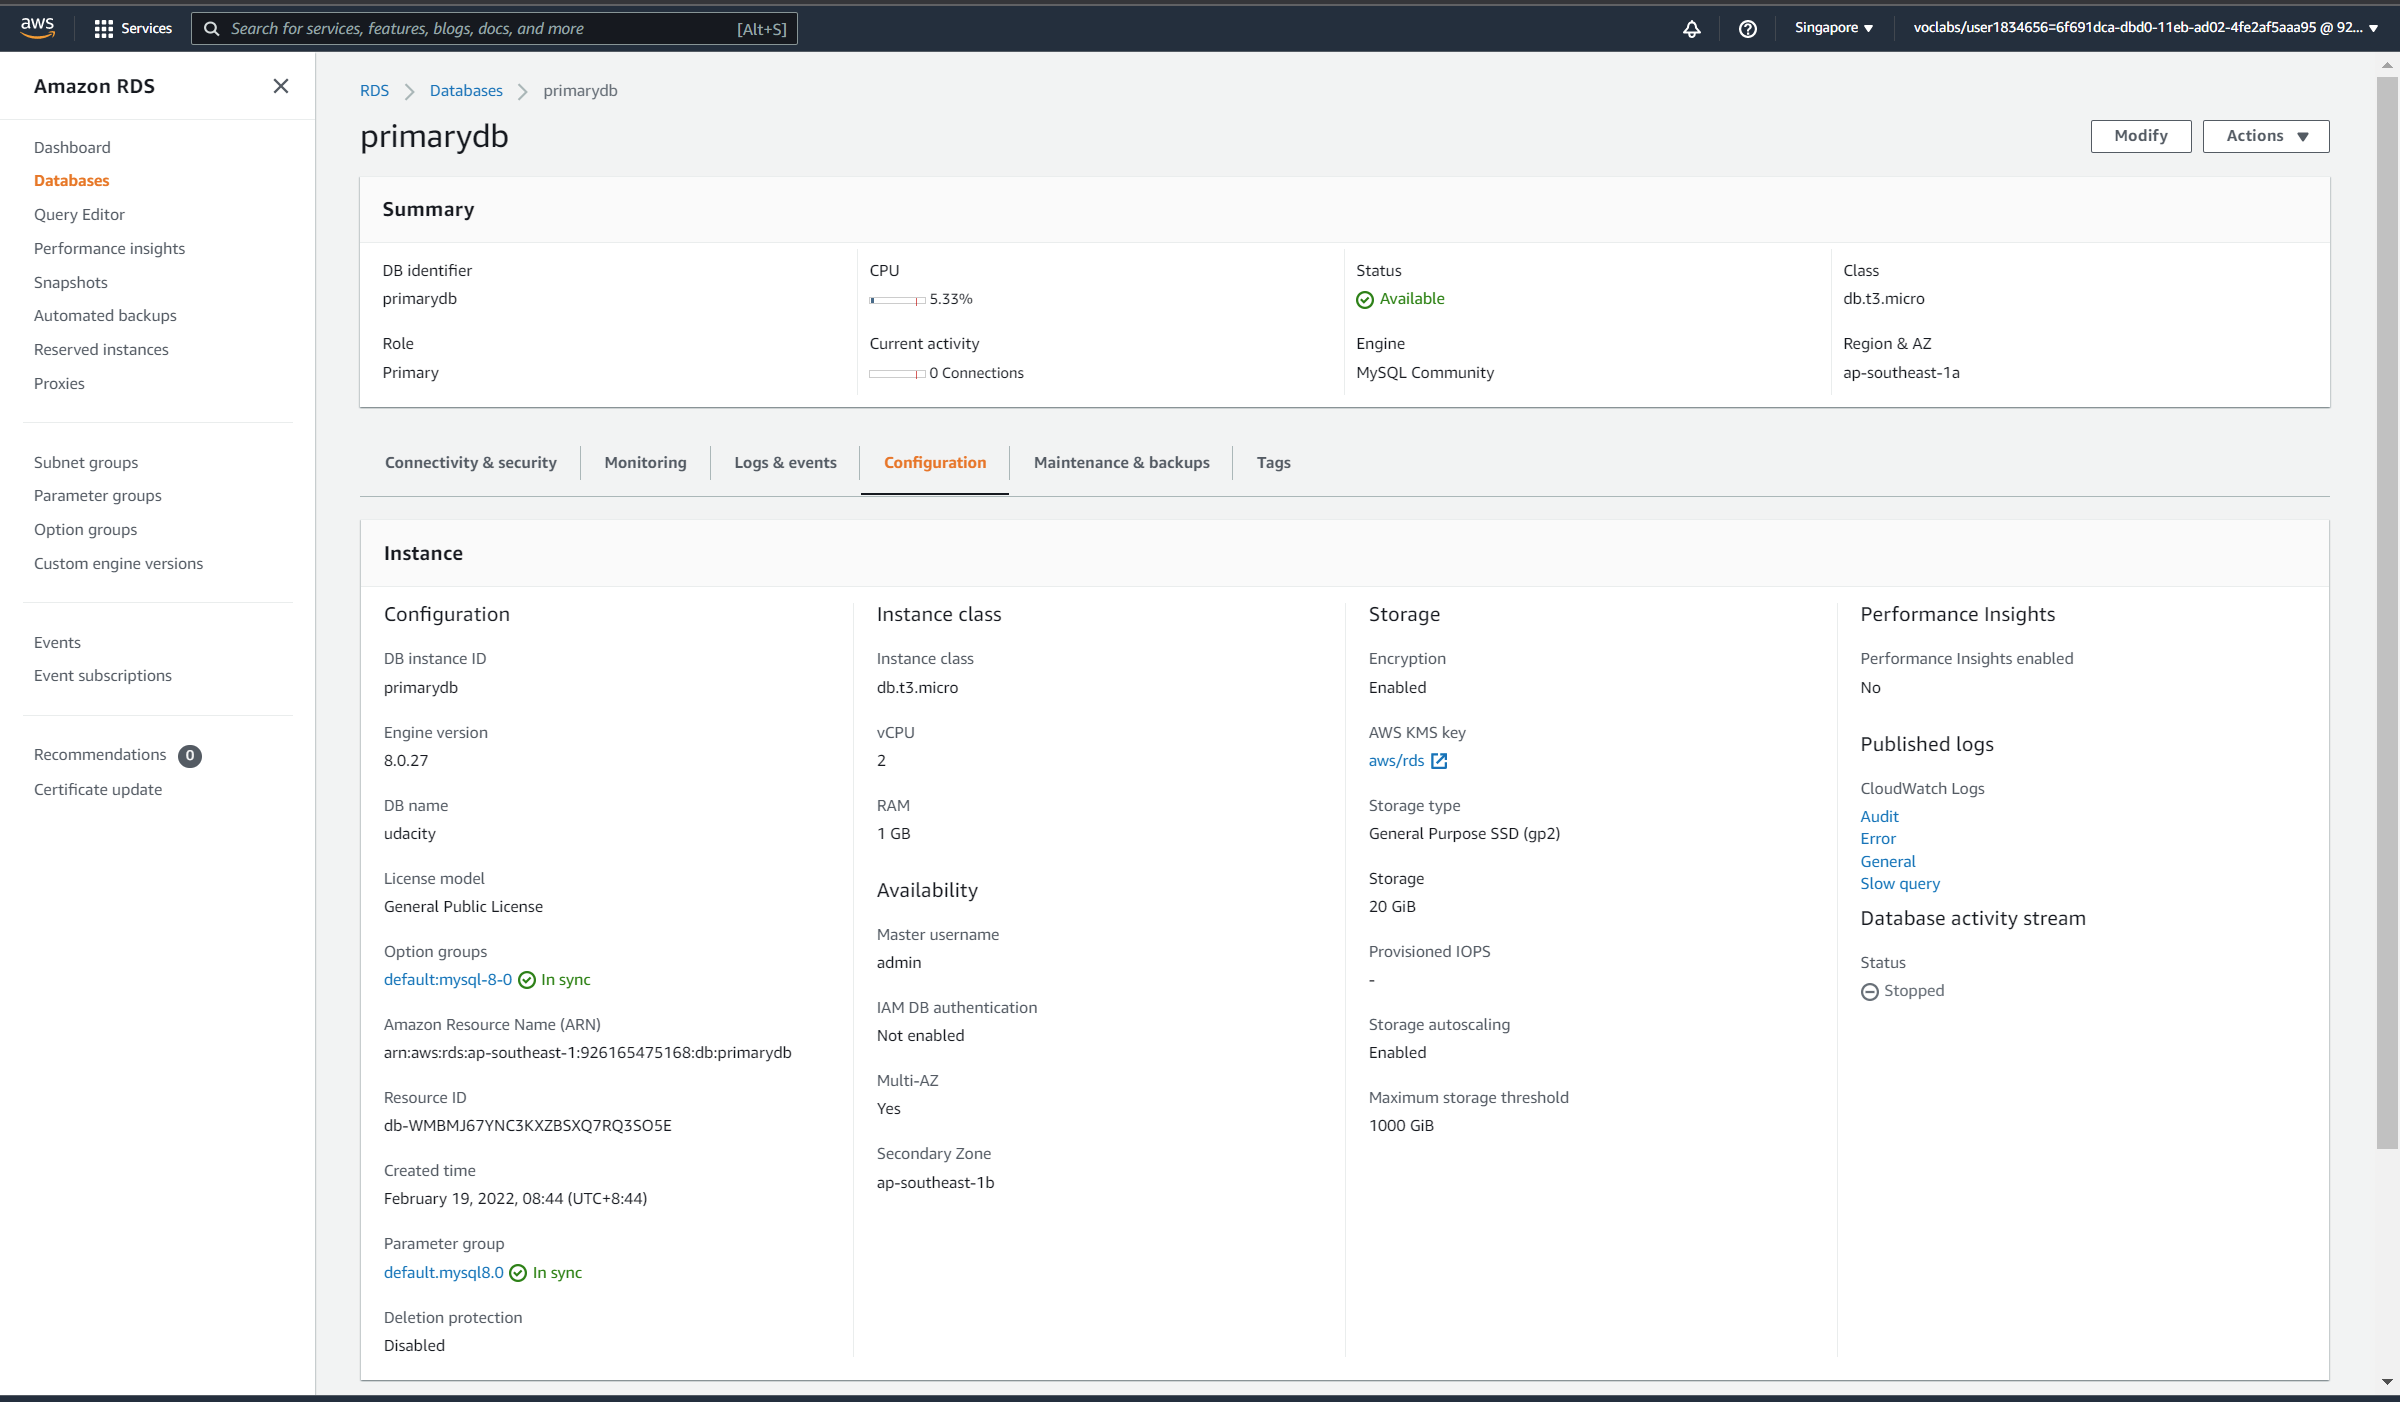 aws
Services
Search for services, features, blogs, docs, and more
[Alt+S]
Singapore
voclabs/user1834656=6f691dca-dbd0-11eb-ad02-4fe2af5aaa95 @ 92...
Amazon RDS
Dashboard
Databases
Query Editor
Performance insights
Snapshots
Automated backups
Reserved instances
Proxies
Subnet groups
Parameter groups
Option groups
Custom engine versions
Events
Event subscriptions
Recommendations 0
Certificate update
RDS
Databases
primarydb
primarydb
Modify
Actions
Summary
DB identifier
primarydb
Role
Primary
CPU
5.33%
Current activity
0 Connections
Status
Available
Engine
MySQL Community
Class
db.t3.micro
Region & AZ
ap-southeast-1a
Connectivity & security
Monitoring
Logs & events
Configuration
Maintenance & backups
Tags
Instance
Configuration
DB instance ID
primarydb
Engine version
8.0.27
DB name
udacity
License model
General Public License
Option groups
default:mysql-8-0 In sync
Amazon Resource Name (ARN)
arn:aws:rds:ap-southeast-1:926165475168:db:primarydb
Resource ID
db-WMBMJ67YNC3KXZBSXQ7RQ3SO5E
Created time
February 19, 2022, 08:44 (UTC+8:44)
Parameter group
default.mysql8.0 In sync
Deletion protection
Disabled
Instance class
Instance class
db.t3.micro
vCPU
2
RAM
1 GB
Availability
Master username
admin
IAM DB authentication
Not enabled
Multi-AZ
Yes
Secondary Zone
ap-southeast-1b
Storage
Encryption
Enabled
AWS KMS key
aws/rds
Storage type
General Purpose SSD (gp2)
Storage
20 GiB
Provisioned IOPS
-
Storage autoscaling
Enabled
Maximum storage threshold
1000 GiB
Performance Insights
Performance Insights enabled
No
Published logs
CloudWatch Logs
Audit
Error
General
Slow query
Database activity stream
Status
Stopped